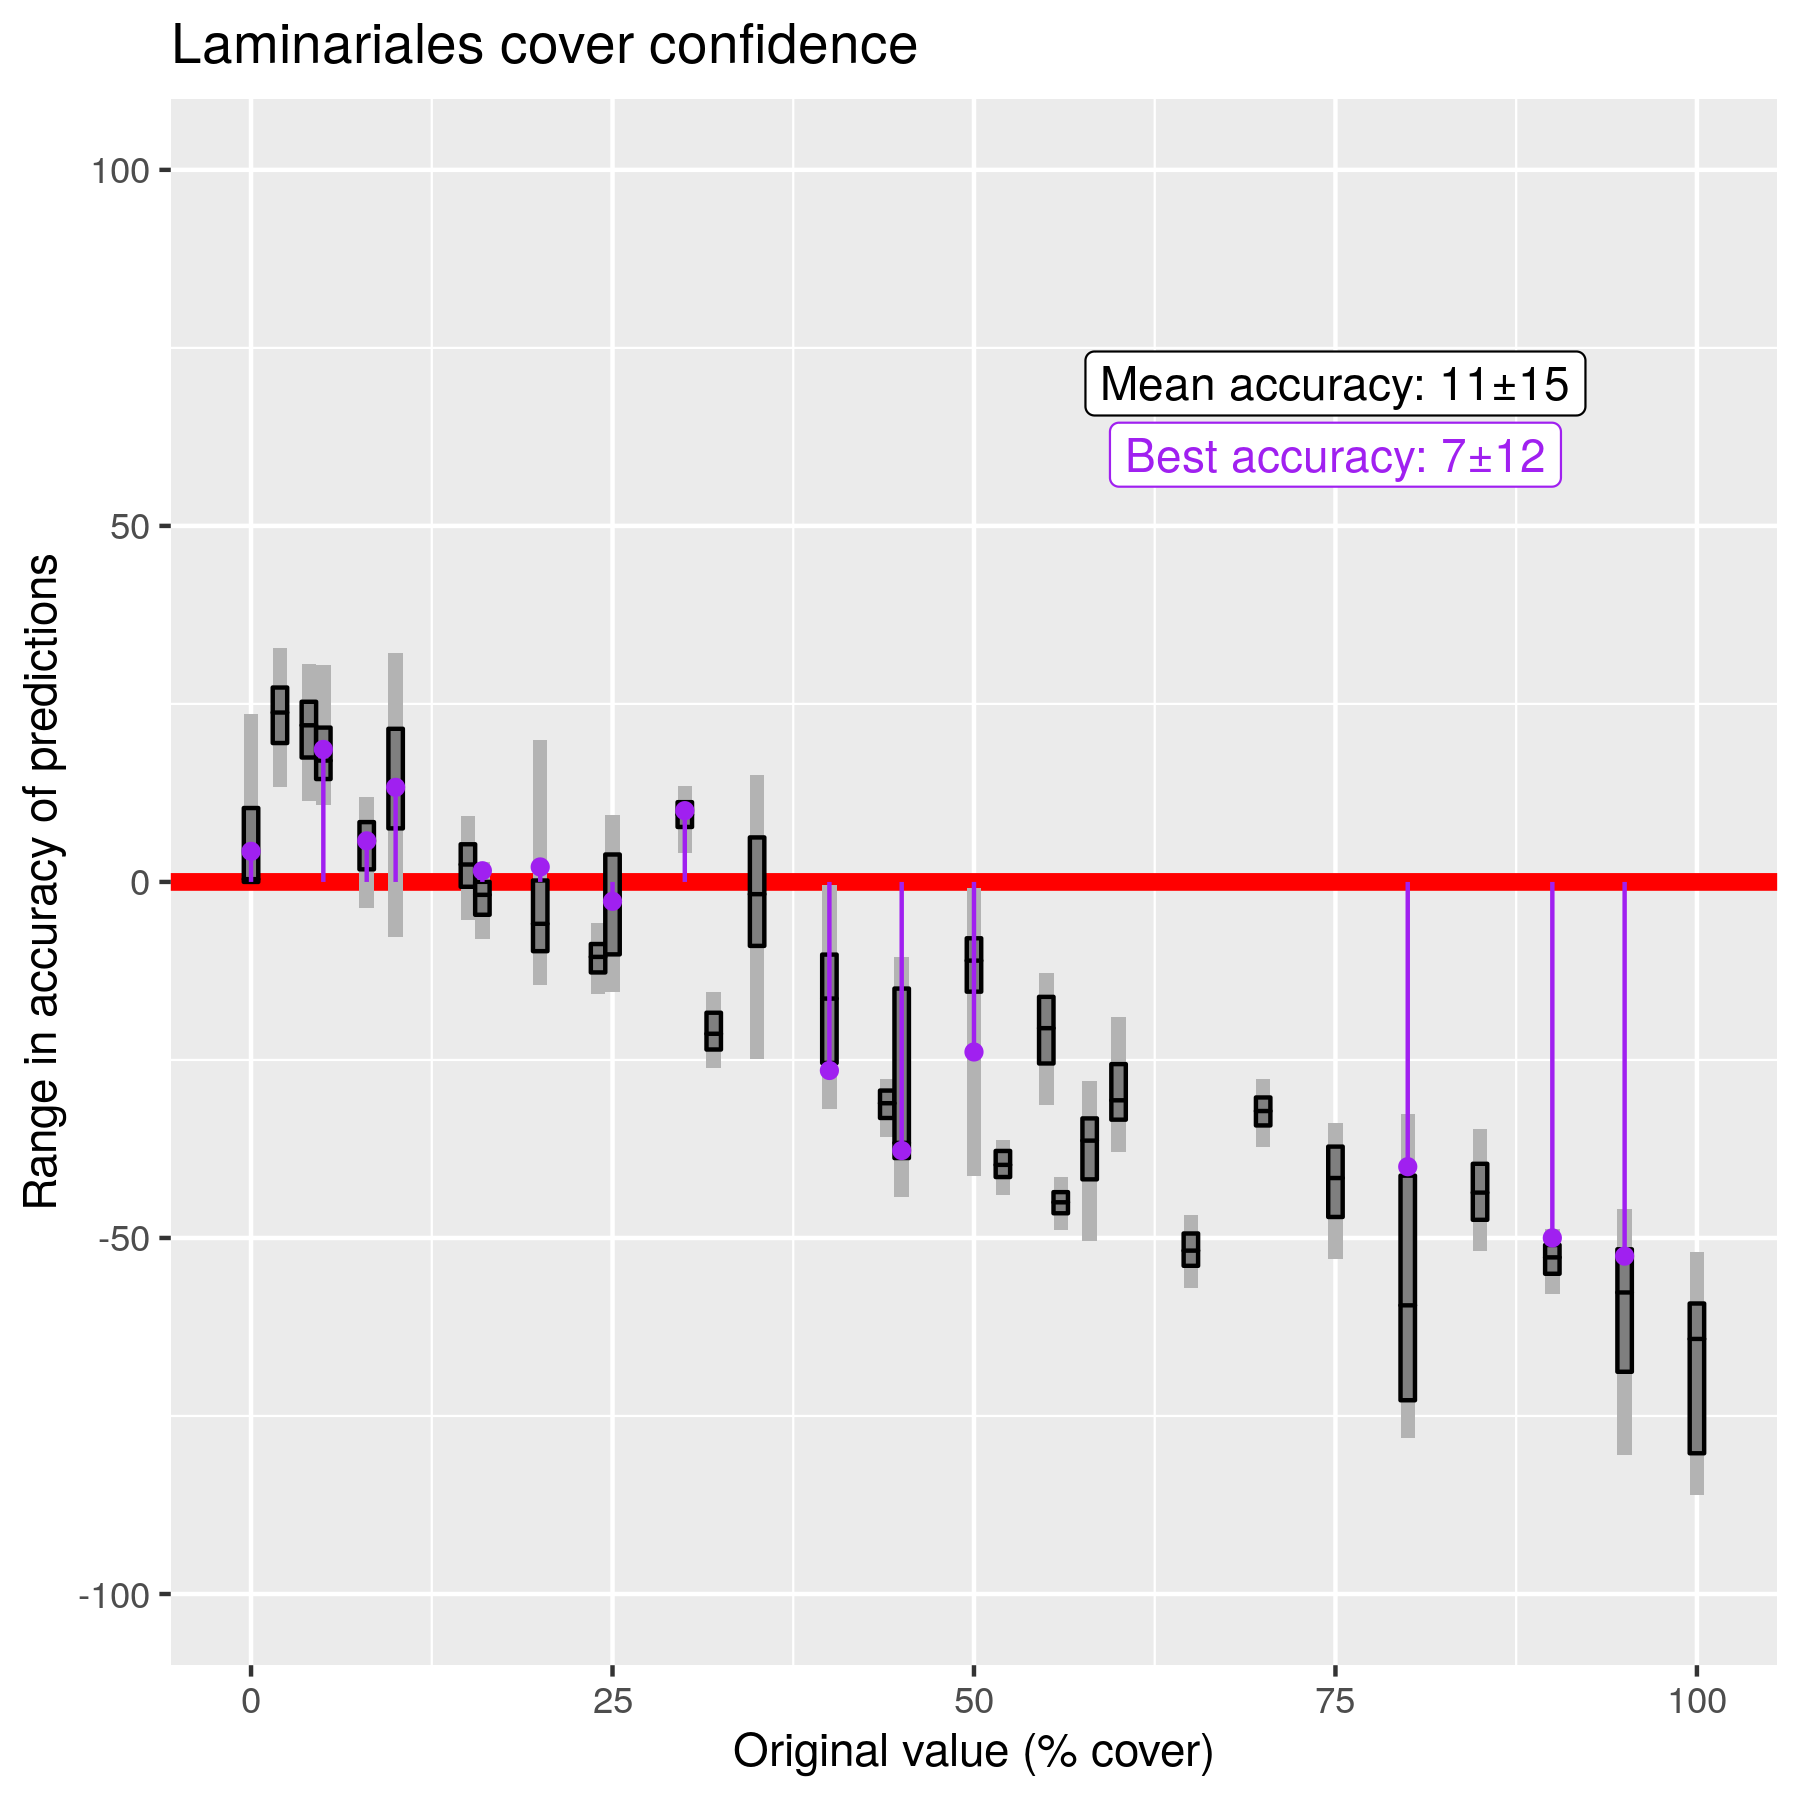 Laminariales cover confidence
100
50
0
-50
-100
Range in accuracy of predictions
Mean accuracy: 11±15
Best accuracy: 7±12
0 25 50 75 100
Original value (% cover)